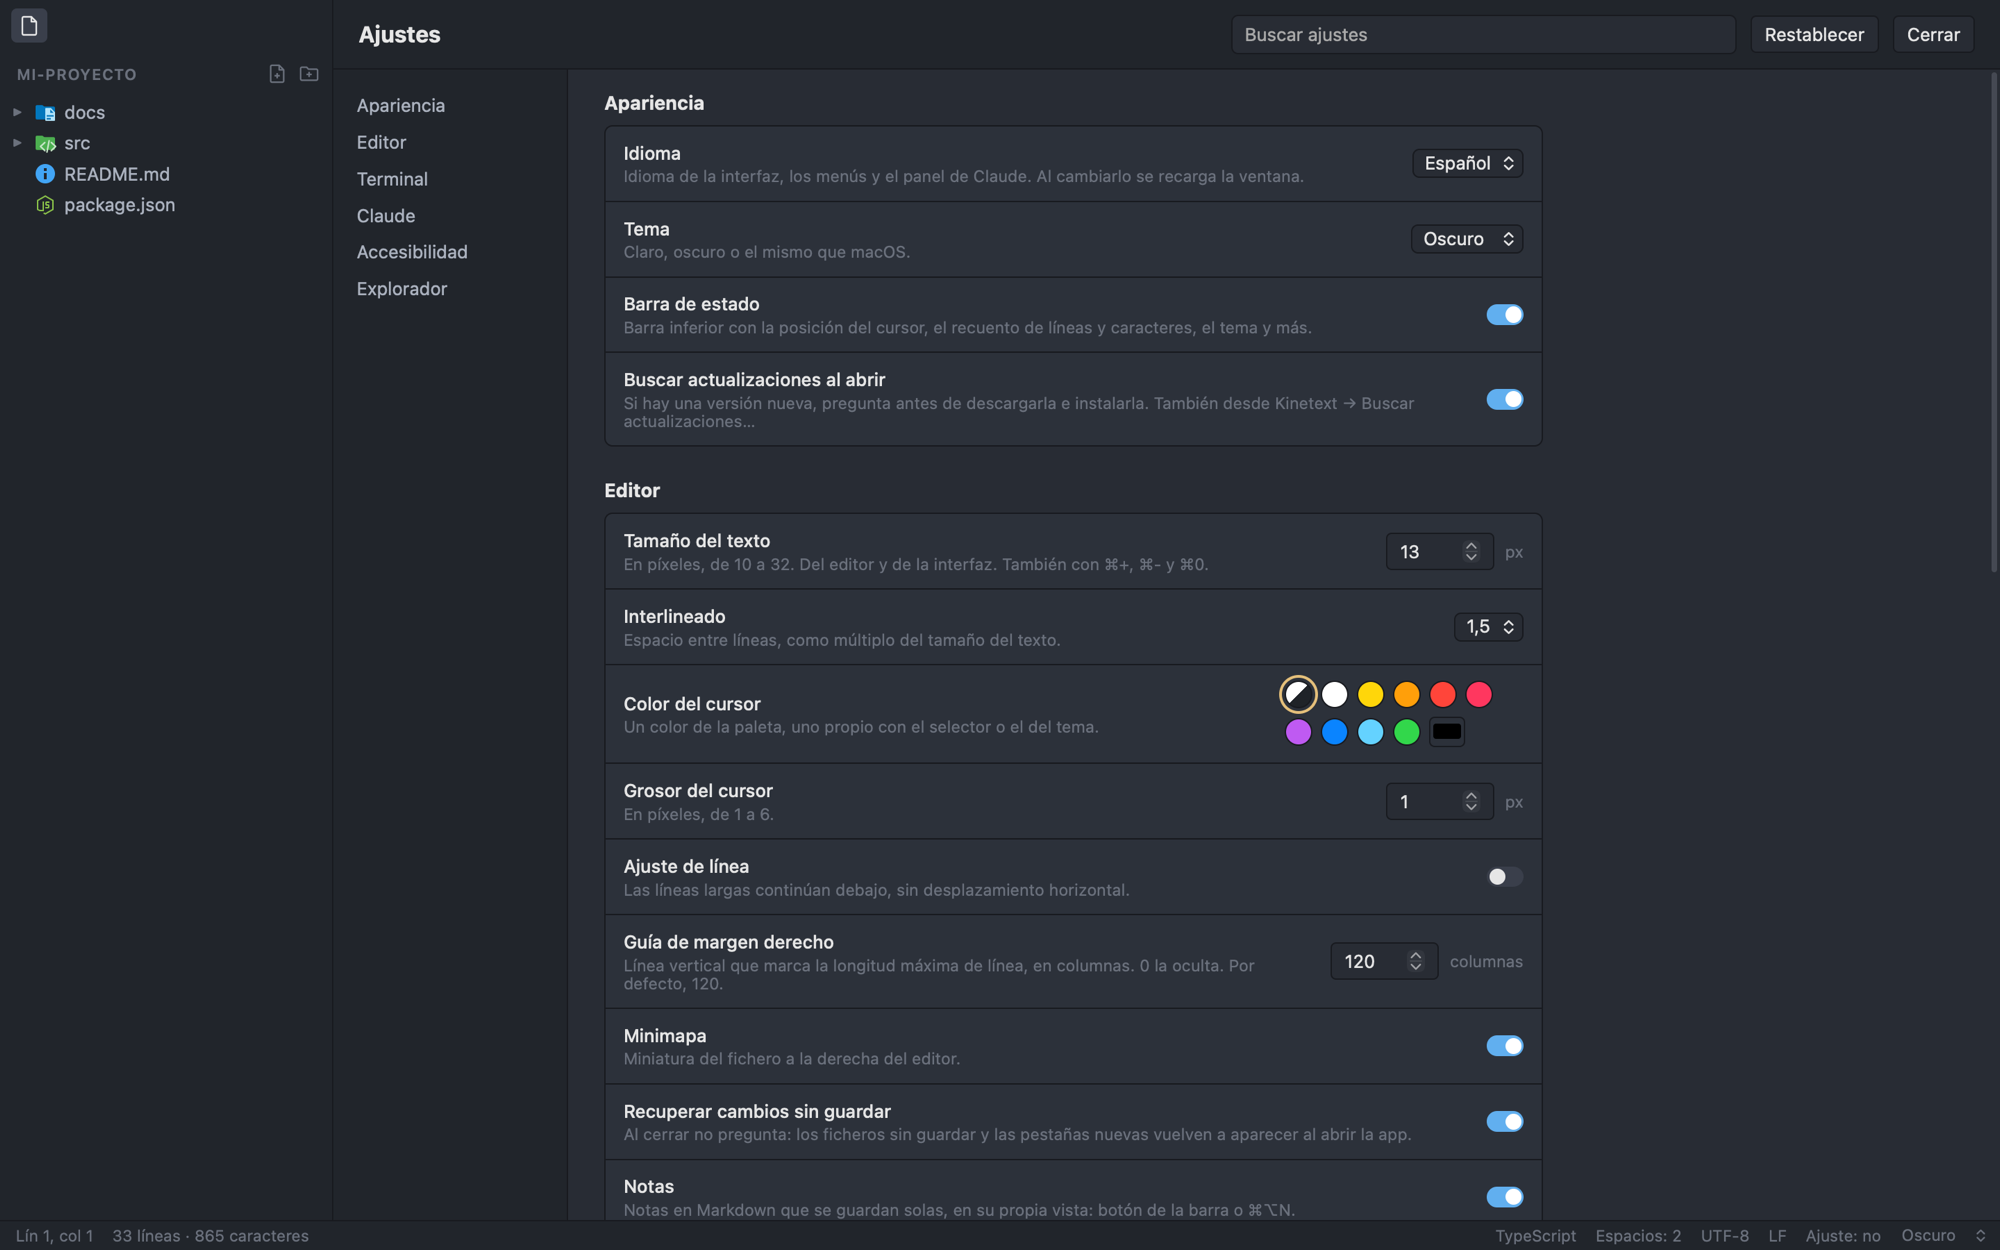 Ajustes
Buscar ajustes
Restablecer
Cerrar
MI-PROYECTO
docs
src
README.md
package.json
Apariencia
Editor
Terminal
Claude
Accesibilidad
Explorador
Apariencia
Idioma
Español
Idioma de la interfaz, los menús y el panel de Claude. Al cambiarlo se recarga la ventana.
Tema
Oscuro
Claro, oscuro o el mismo que macOS.
Barra de estado
Barra inferior con la posición del cursor, el recuento de líneas y caracteres, el tema y más.
Buscar actualizaciones al abrir
Si hay una versión nueva, pregunta antes de descargarla e instalarla. También desde Kinetext → Buscar
actualizaciones…
Editor
Tamaño del texto
13 px
En píxeles, de 10 a 32. Del editor y de la interfaz. También con ⌘+, ⌘- y ⌘0.
Interlineado
1,5
Espacio entre líneas, como múltiplo del tamaño del texto.
Color del cursor
Un color de la paleta, uno propio con el selector o el del tema.
Grosor del cursor
1 px
En píxeles, de 1 a 6.
Ajuste de línea
Las líneas largas continúan debajo, sin desplazamiento horizontal.
Guía de margen derecho
120 columnas
Línea vertical que marca la longitud máxima de línea, en columnas. 0 la oculta. Por
defecto, 120.
Minimapa
Miniatura del fichero a la derecha del editor.
Recuperar cambios sin guardar
Al cerrar no pregunta: los ficheros sin guardar y las pestañas nuevas vuelven a aparecer al abrir la app.
Notas
Notas en Markdown que se guardan solas, en su propia vista: botón de la barra o ⌘⌥N.
Lín 1, col 1 33 líneas · 865 caracteres
TypeScript Espacios: 2 UTF-8 LF Ajuste: no Oscuro